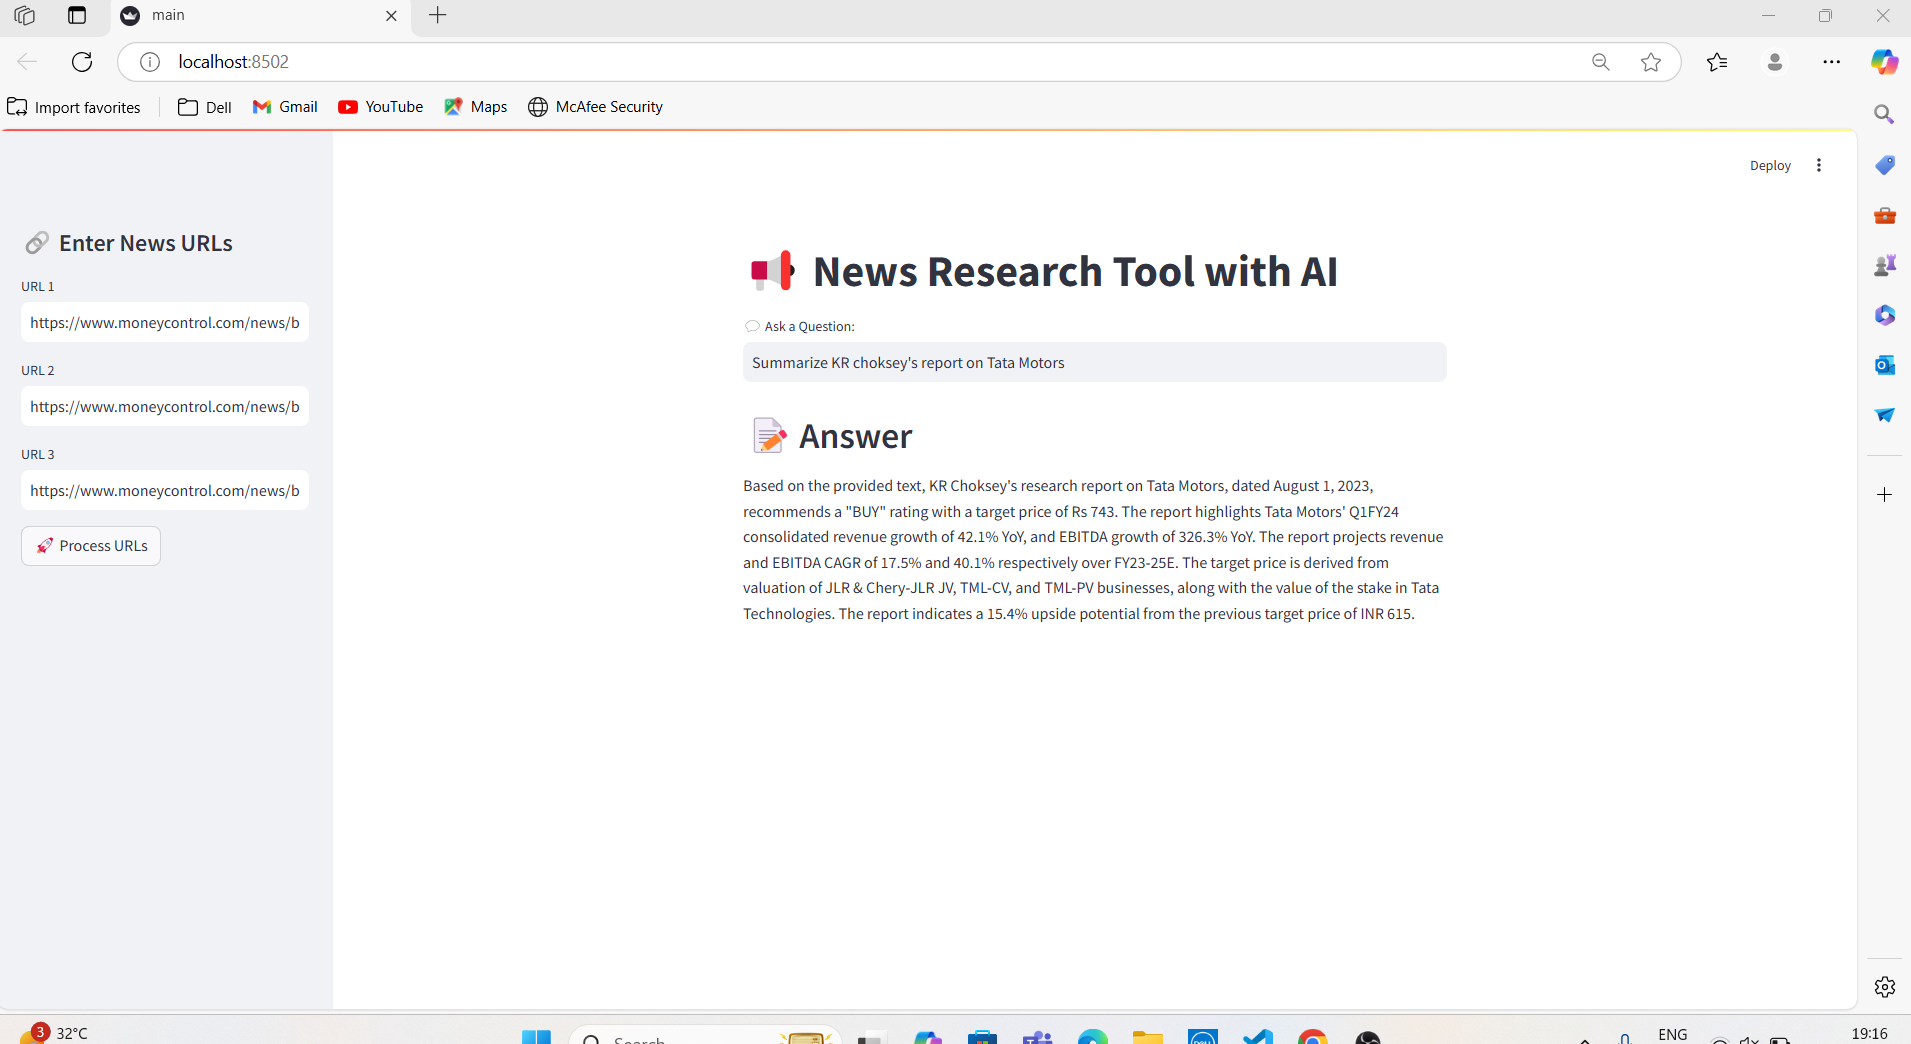 main
localhost:8502
Import favorites
Dell
Gmail
YouTube
Maps
McAfee Security
Deploy
Enter News URLs
URL 1
https://www.moneycontrol.com/news/b
URL 2
https://www.moneycontrol.com/news/b
URL 3
https://www.moneycontrol.com/news/b
Process URLs
News Research Tool with AI
Ask a Question:
Summarize KR choksey's report on Tata Motors
Answer
Based on the provided text, KR Choksey's research report on Tata Motors, dated August 1, 2023,
recommends a "BUY" rating with a target price of Rs 743. The report highlights Tata Motors' Q1FY24
consolidated revenue growth of 42.1% YoY, and EBITDA growth of 326.3% YoY. The report projects revenue
and EBITDA CAGR of 17.5% and 40.1% respectively over FY23-25E. The target price is derived from
valuation of JLR & Chery-JLR JV, TML-CV, and TML-PV businesses, along with the value of the stake in Tata
Technologies. The report indicates a 15.4% upside potential from the previous target price of INR 615.
3
32°C
Search
ENG
19:16